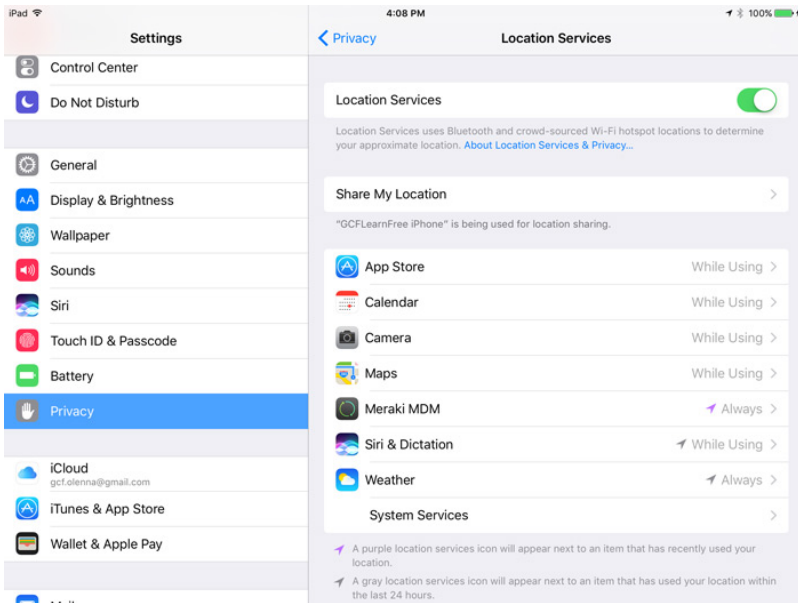 iPad
4:08 PM
100%
Settings
Privacy
Location Services
Control Center
Do Not Disturb
General
Display & Brightness
Wallpaper
Sounds
Siri
Touch ID & Passcode
Battery
Privacy
iCloud
gcf.olenna@gmail.com
iTunes & App Store
Wallet & Apple Pay
Location Services
Location Services uses Bluetooth and crowd-sourced Wi-Fi hotspot locations to determine
your approximate location. About Location Services & Privacy...
Share My Location
"GCFLearnFree iPhone" is being used for location sharing.
App Store While Using
Calendar While Using
Camera While Using
Maps While Using
Meraki MDM Always
Siri & Dictation While Using
Weather Always
System Services
A purple location services icon will appear next to an item that has recently used your
location.
A gray location services icon will appear next to an item that has used your location within
the last 24 hours.